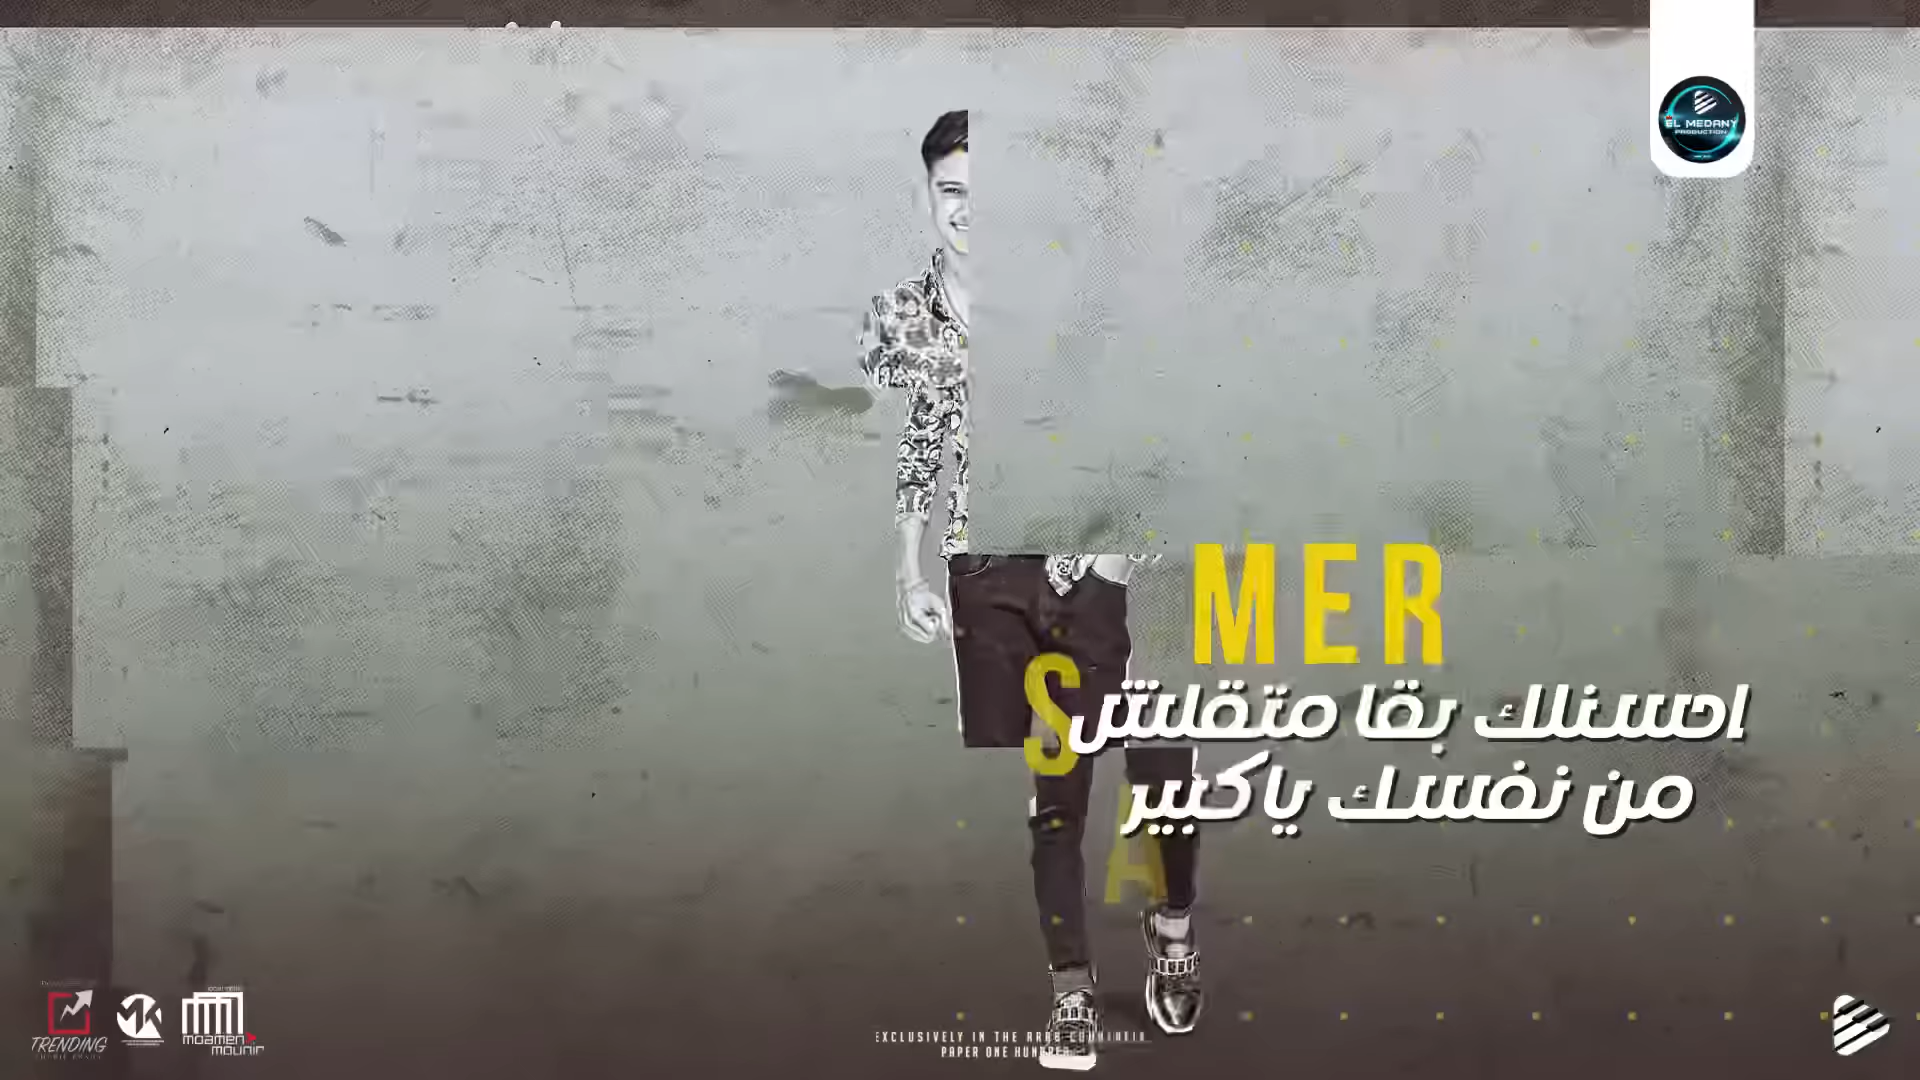 EL MEDANY
PRODUCTION
MER
S
احسنلك بقا متقلش
من نفسك ياكبير
A
TRENDING
moamen
mounir
EXCLUSIVELY IN THE ARAB
PAPER ONE HUNDRED